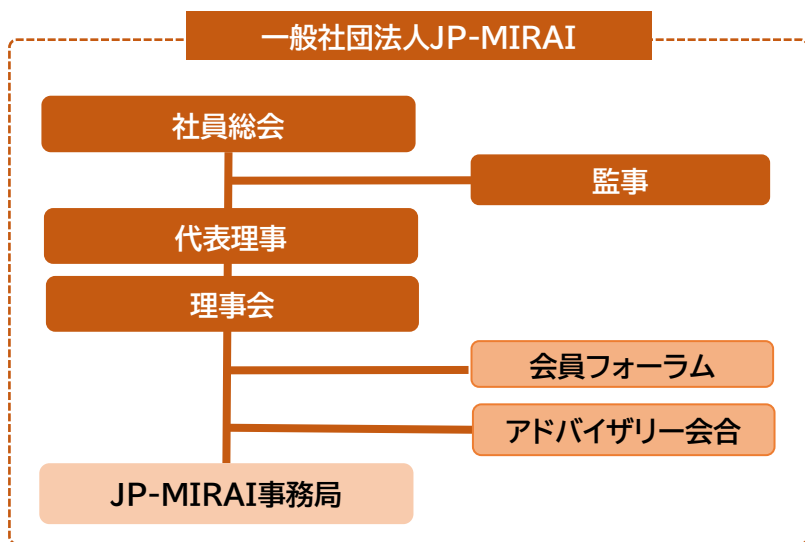 一般社団法人JP-MIRAI
社員総会
監事
代表理事
理事会
会員フォーラム
アドバイザリー会合
JP-MIRAI事務局